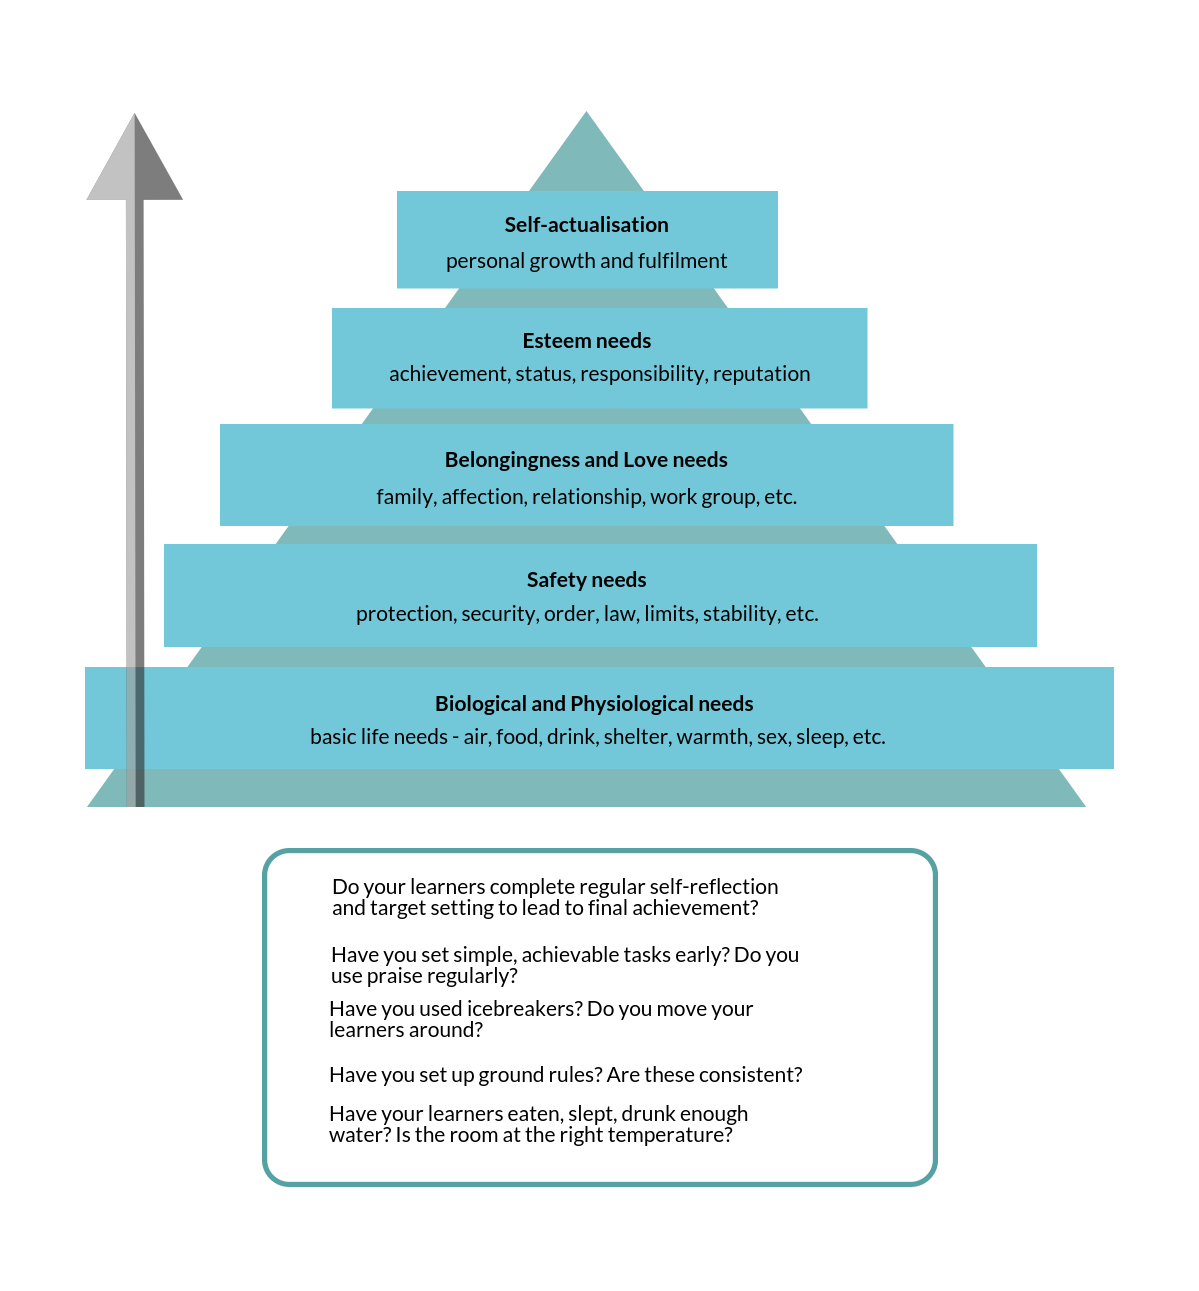 Self-actualisation
personal growth and fulfilment
Esteem needs
achievement, status, responsibility, reputation
Belongingness and Love needs
family, affection, relationship, work group, etc.
Safety needs
protection, security, order, law, limits, stability, etc.
Biological and Physiological needs
basic life needs - air, food, drink, shelter, warmth, sex, sleep, etc.
Do your learners complete regular self-reflection
and target setting to lead to final achievement?
Have you set simple, achievable tasks early? Do you
use praise regularly?
Have you used icebreakers? Do you move your
learners around?
Have you set up ground rules? Are these consistent?
Have your learners eaten, slept, drunk enough
water? Is the room at the right temperature?